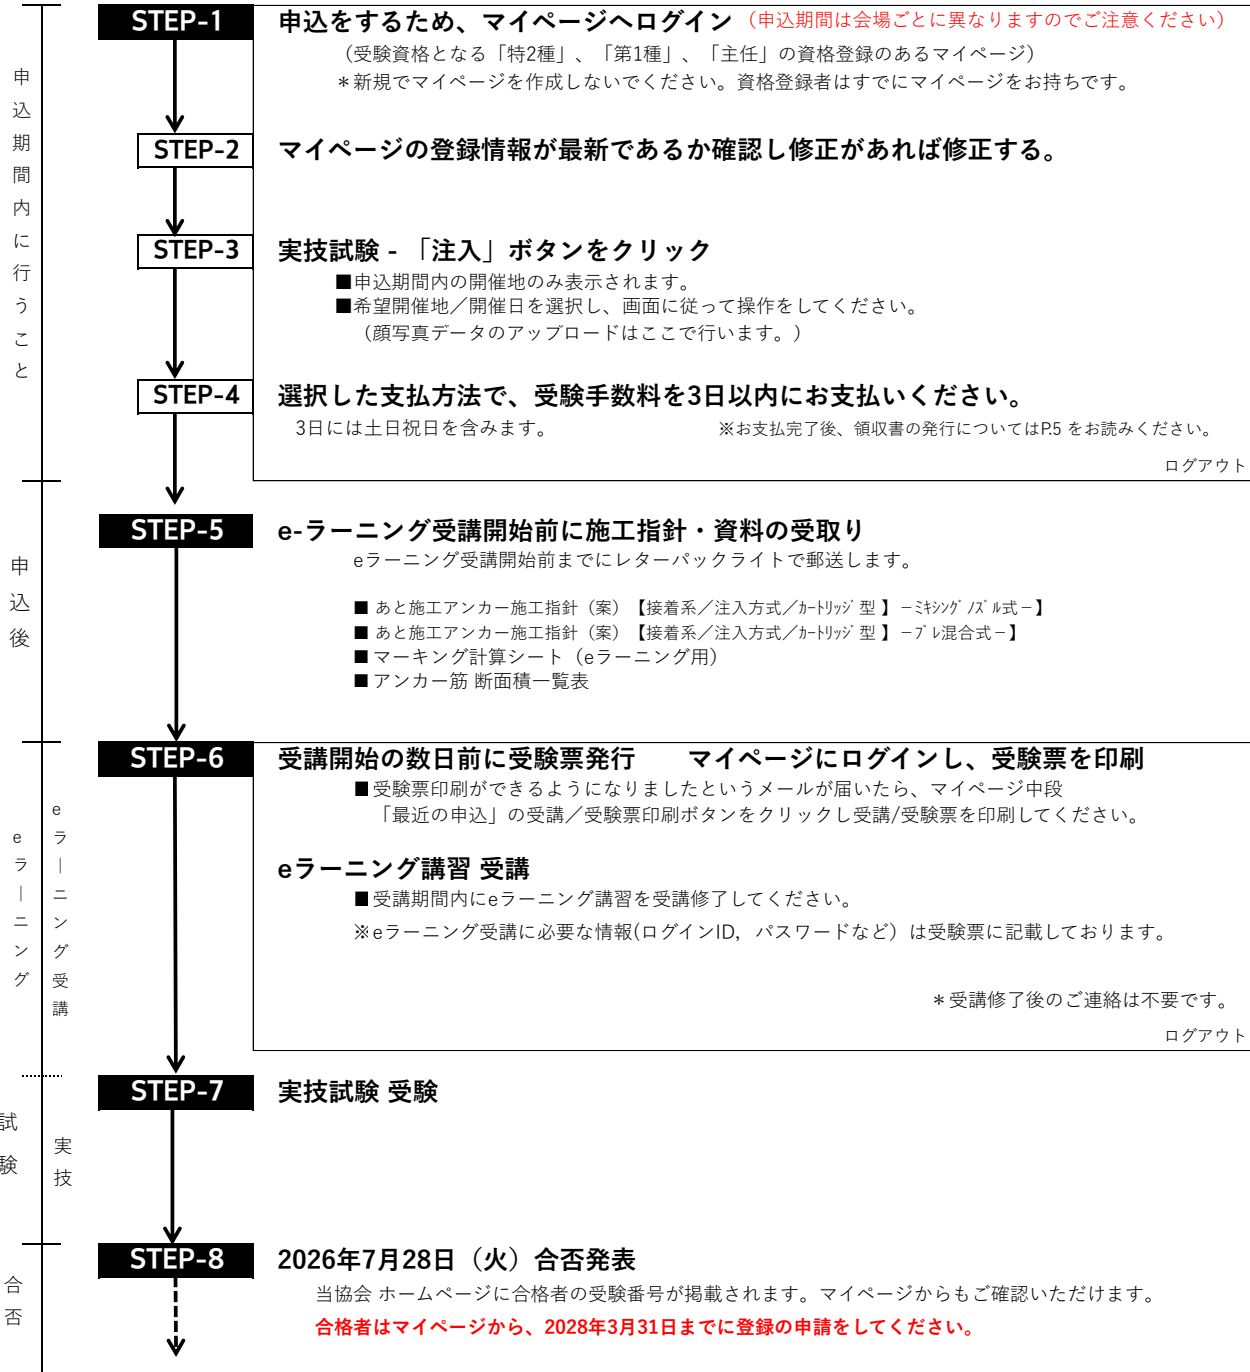 STEP-1 申込をするため、マイページへログイン（申込期間は会場ごとに異なりますのでご注意ください）
（受験資格となる「特2種」、「第1種」、「主任」の資格登録のあるマイページ）
＊新規でマイページを作成しないでください。資格登録者はすでにマイページをお持ちです。
申込期間内に行うこと
STEP-2 マイページの登録情報が最新であるか確認し修正があれば修正する。
STEP-3 実技試験 - 「注入」ボタンをクリック
■申込期間内の開催地のみ表示されます。
■希望開催地／開催日を選択し、画面に従って操作をしてください。
（顔写真データのアップロードはここで行います。）
STEP-4 選択した支払方法で、受験手数料を3日以内にお支払いください。
3日には土日祝日を含みます。 ※お支払完了後、領収書の発行についてはP.5 をお読みください。
ログアウト
申込後
STEP-5 e-ラーニング受講開始前に施工指針・資料の受取り
eラーニング受講開始前までにレターパックライトで郵送します。
■ あと施工アンカー施工指針（案）【接着系／注入方式／ｶｰﾄﾘｯｼﾞ型】－ﾐｷｼﾝｸﾞﾉｽﾞﾙ式－】
■ あと施工アンカー施工指針（案）【接着系／注入方式／ｶｰﾄﾘｯｼﾞ型】－ﾌﾟﾚ混合式－】
■ マーキング計算シート（eラーニング用）
■ アンカー筋 断面積一覧表
STEP-6 受講開始の数日前に受験票発行 マイページにログインし、受験票を印刷
■受験票印刷ができるようになりましたというメールが届いたら、マイページ中段
「最近の申込」の受講／受験票印刷ボタンをクリックし受講/受験票を印刷してください。
eラーニング
eラーニング受講
eラーニング講習 受講
■受講期間内にeラーニング講習を受講修了してください。
※eラーニング受講に必要な情報(ログインID，パスワードなど）は受験票に記載しております。
＊受講修了後のご連絡は不要です。
ログアウト
STEP-7 実技試験 受験
試験
実技
STEP-8 2026年7月28日（火）合否発表
当協会 ホームページに合格者の受験番号が掲載されます。マイページからもご確認いただけます。
合否
合格者はマイページから、2028年3月31日までに登録の申請をしてください。